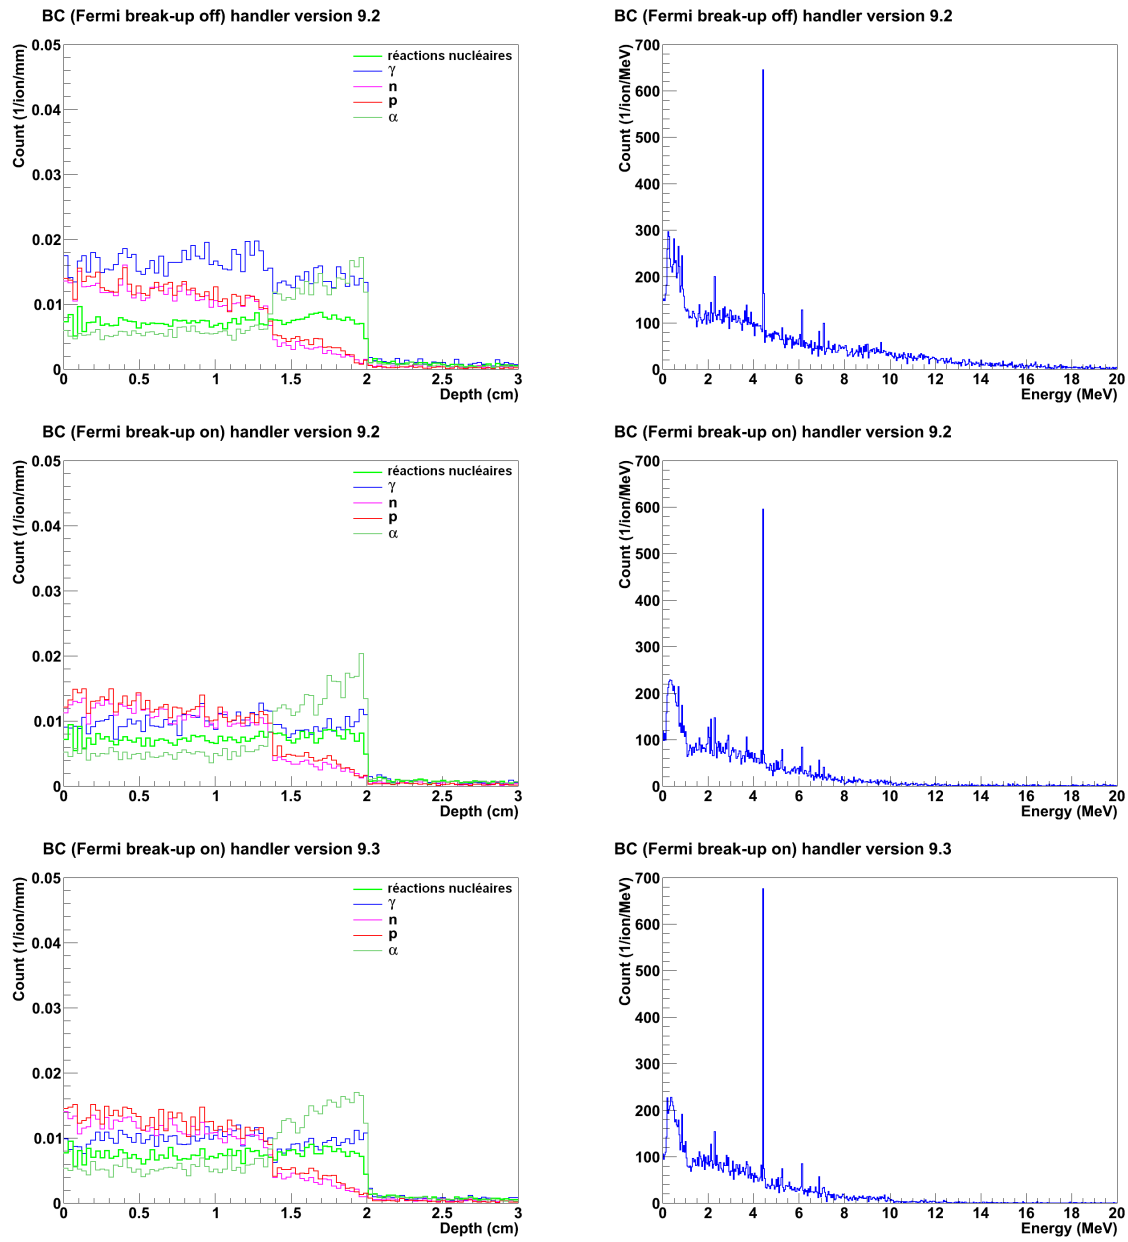 BC (Fermi break-up off) handler version 9.2
Count (1/ion/mm)
0.05
0.04
0.03
0.02
0.01
0
réactions nucléaires
γ
n
p
α
0 0.5 1 1.5 2 2.5 3
Depth (cm)
BC (Fermi break-up off) handler version 9.2
Count (1/ion/MeV)
700
600
500
400
300
200
100
0
0 2 4 6 8 10 12 14 16 18 20
Energy (MeV)
BC (Fermi break-up on) handler version 9.2
Count (1/ion/mm)
0.05
0.04
0.03
0.02
0.01
0
réactions nucléaires
γ
n
p
α
0 0.5 1 1.5 2 2.5 3
Depth (cm)
BC (Fermi break-up on) handler version 9.2
Count (1/ion/MeV)
700
600
500
400
300
200
100
0
0 2 4 6 8 10 12 14 16 18 20
Energy (MeV)
BC (Fermi break-up on) handler version 9.3
Count (1/ion/mm)
0.05
0.04
0.03
0.02
0.01
0
réactions nucléaires
γ
n
p
α
0 0.5 1 1.5 2 2.5 3
Depth (cm)
BC (Fermi break-up on) handler version 9.3
Count (1/ion/MeV)
700
600
500
400
300
200
100
0
0 2 4 6 8 10 12 14 16 18 20
Energy (MeV)